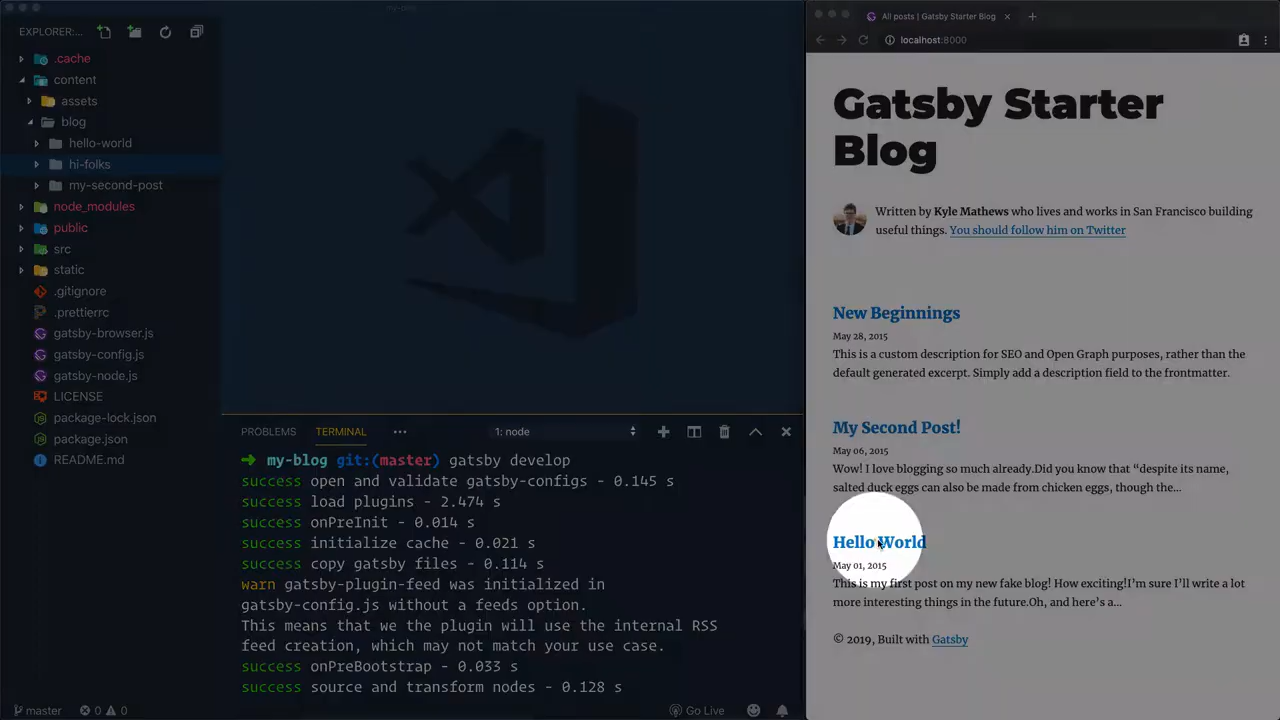 my-blog
EXPLORER:...
.cache
content
assets
blog
hello-world
hi-folks
my-second-post
node_modules
public
src
static
.gitignore
.prettierrc
gatsby-browser.js
gatsby-config.js
gatsby-node.js
LICENSE
package-lock.json
package.json
README.md
master
0 0
PROBLEMS
TERMINAL
...
1: node
my-blog git:(master) gatsby develop
success open and validate gatsby-configs - 0.145 s
success load plugins - 2.474 s
success onPreInit - 0.014 s
success initialize cache - 0.021 s
success copy gatsby files - 0.114 s
warn gatsby-plugin-feed was initialized in
gatsby-config.js without a feeds option.
This means that we the plugin will use the internal RSS
feed creation, which may not match your use case.
success onPreBootstrap - 0.033 s
success source and transform nodes - 0.128 s
Go Live
All posts | Gatsby Starter Blog
localhost:8000
Gatsby Starter
Blog
Written by Kyle Mathews who lives and works in San Francisco building
useful things. You should follow him on Twitter
New Beginnings
May 28, 2015
This is a custom description for SEO and Open Graph purposes, rather than the
default generated excerpt. Simply add a description field to the frontmatter.
My Second Post!
May 06, 2015
Wow! I love blogging so much already.Did you know that “despite its name,
salted duck eggs can also be made from chicken eggs, though the…
Hello World
May 01, 2015
This is my first post on my new fake blog! How exciting!I’m sure I’ll write a lot
more interesting things in the future.Oh, and here’s a…
© 2019, Built with Gatsby